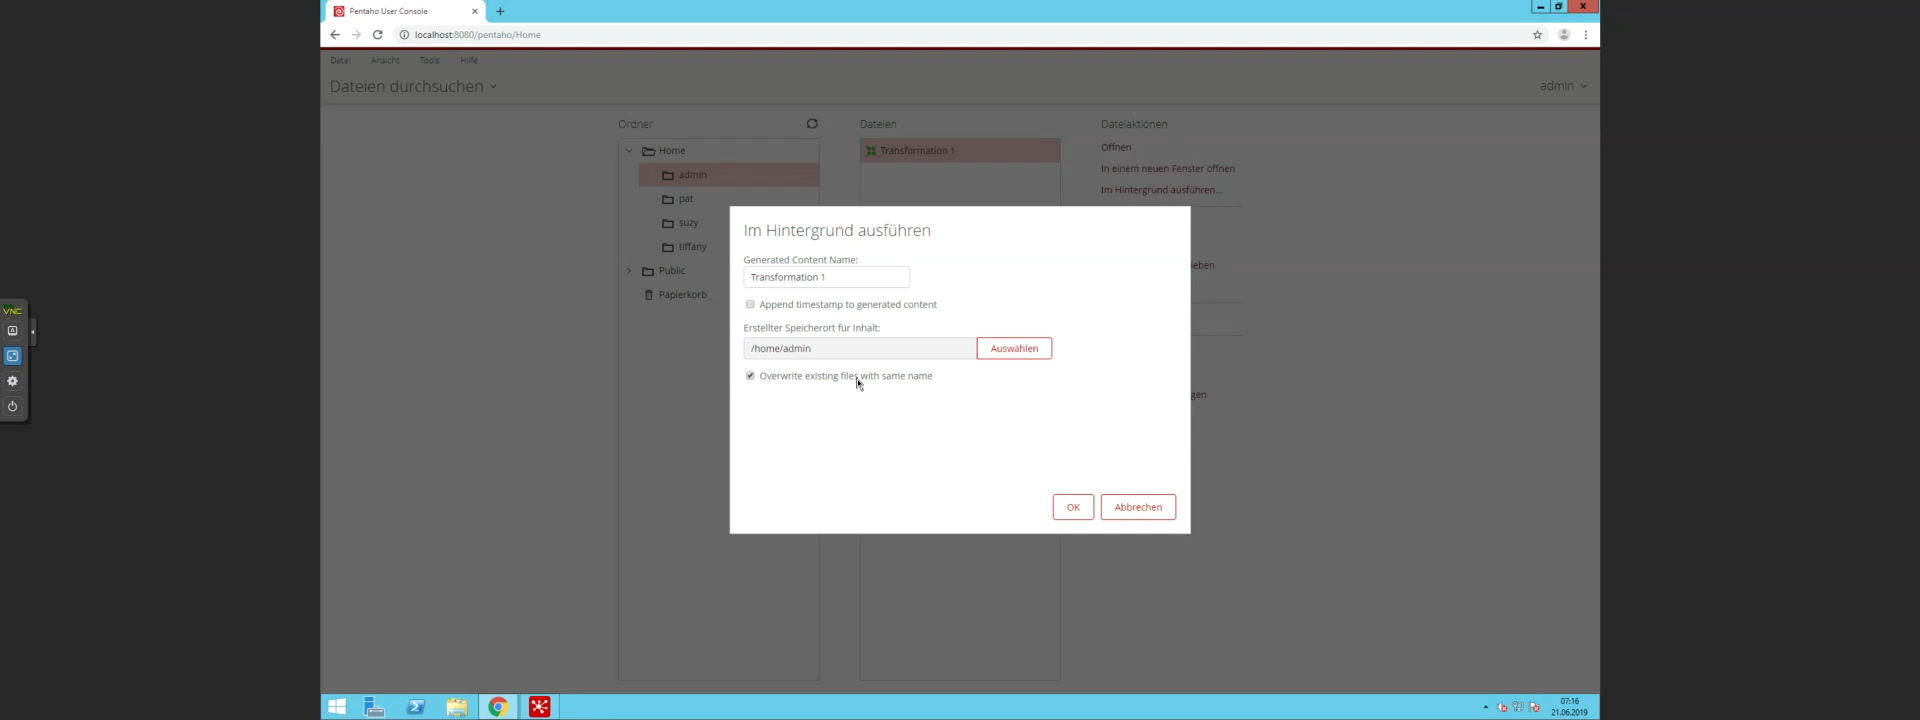 Pentaho User Console
localhost:8080/pentaho/Home
Datei Ansicht Tools Hilfe
Dateien durchsuchen
admin
Ordner
Home
admin
pat
suzy
tiffany
Public
Papierkorb
Dateien
Transformation 1
Dateiaktionen
Öffnen
In einem neuen Fenster öffnen
Im Hintergrund ausführen...
Im Hintergrund ausführen
Generated Content Name:
Transformation 1
Append timestamp to generated content
Erstellter Speicherort für Inhalt:
/home/admin
Auswählen
Overwrite existing files with same name
OK
Abbrechen
VNC
07:16
21.06.2019